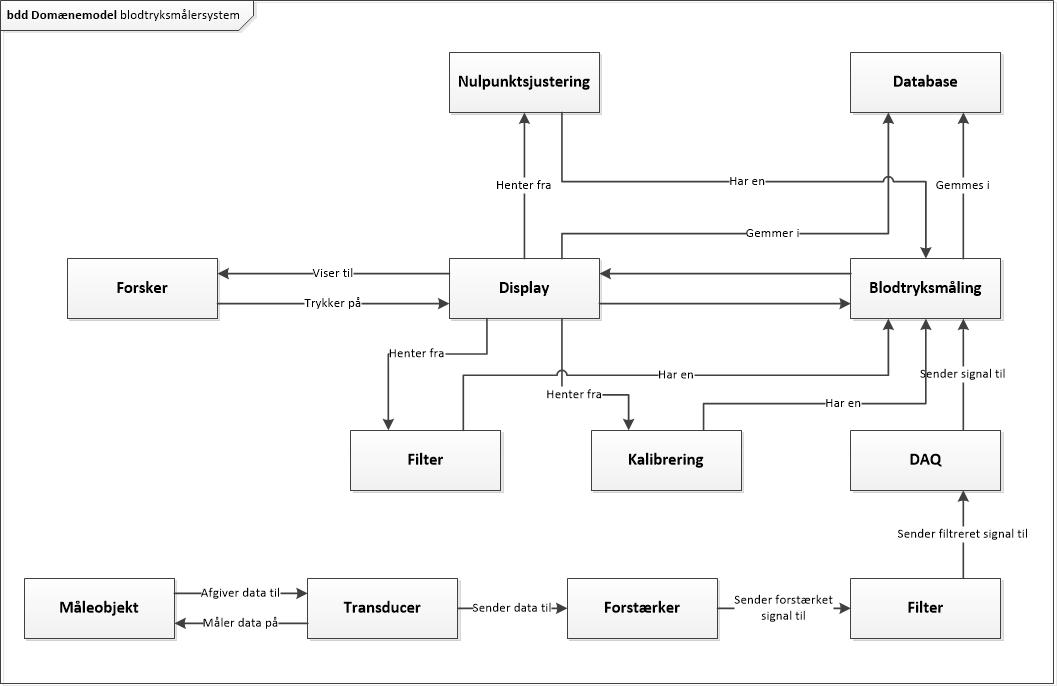 bdd Domænemodel blodtryksmålersystem
Nulpunktsjustering
Database
Henter fra
Har en
Gemmes i
Gemmer i
Forsker
Viser til
Trykker på
Display
Blodtryksmåling
Henter fra
Har en
Henter fra
Har en
Sender signal til
Filter
Kalibrering
DAQ
Sender filtreret signal til
Måleobjekt
Afgiver data til
Måler data på
Transducer
Sender data til
Forstærker
Sender forstærket
signal til
Filter